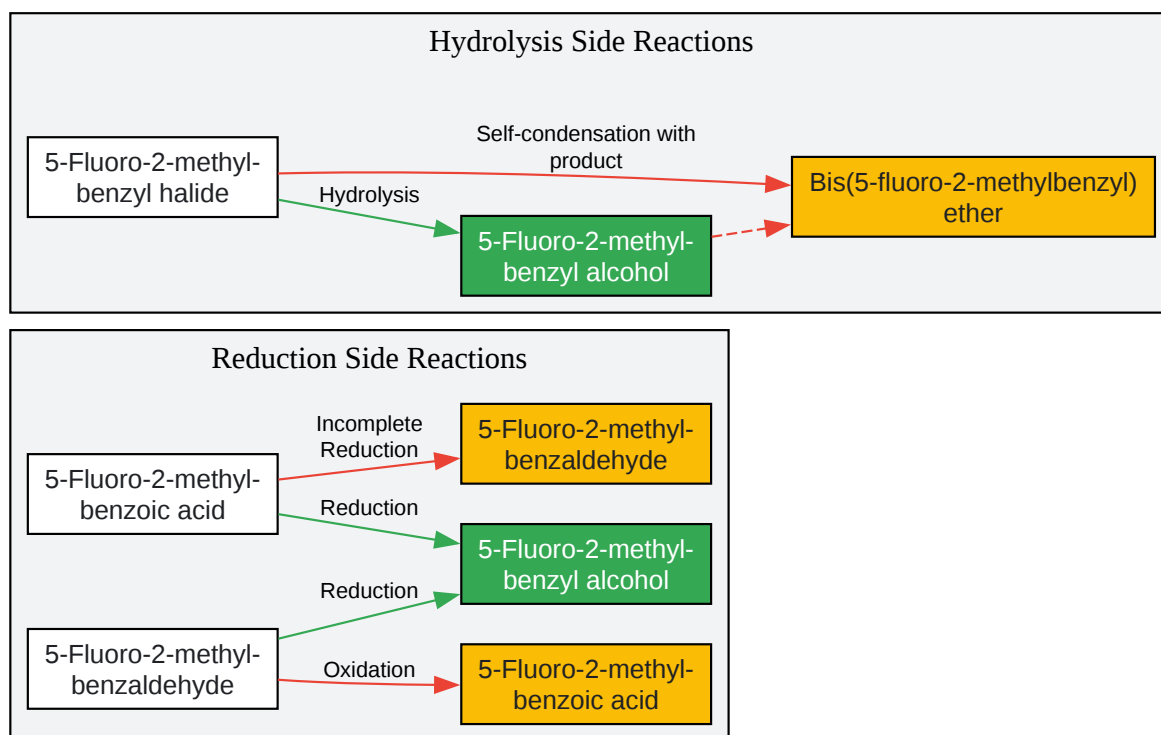 Hydrolysis Side Reactions
Self-condensation with
product
5-Fluoro-2-methyl-
benzyl halide
Bis(5-fluoro-2-methylbenzyl)
ether
Hydrolysis
5-Fluoro-2-methyl-
benzyl alcohol
Reduction Side Reactions
Incomplete
Reduction
5-Fluoro-2-methyl-
benzaldehyde
5-Fluoro-2-methyl-
benzoic acid
Reduction
5-Fluoro-2-methyl-
benzyl alcohol
Reduction
5-Fluoro-2-methyl-
benzaldehyde
Oxidation
5-Fluoro-2-methyl-
benzoic acid